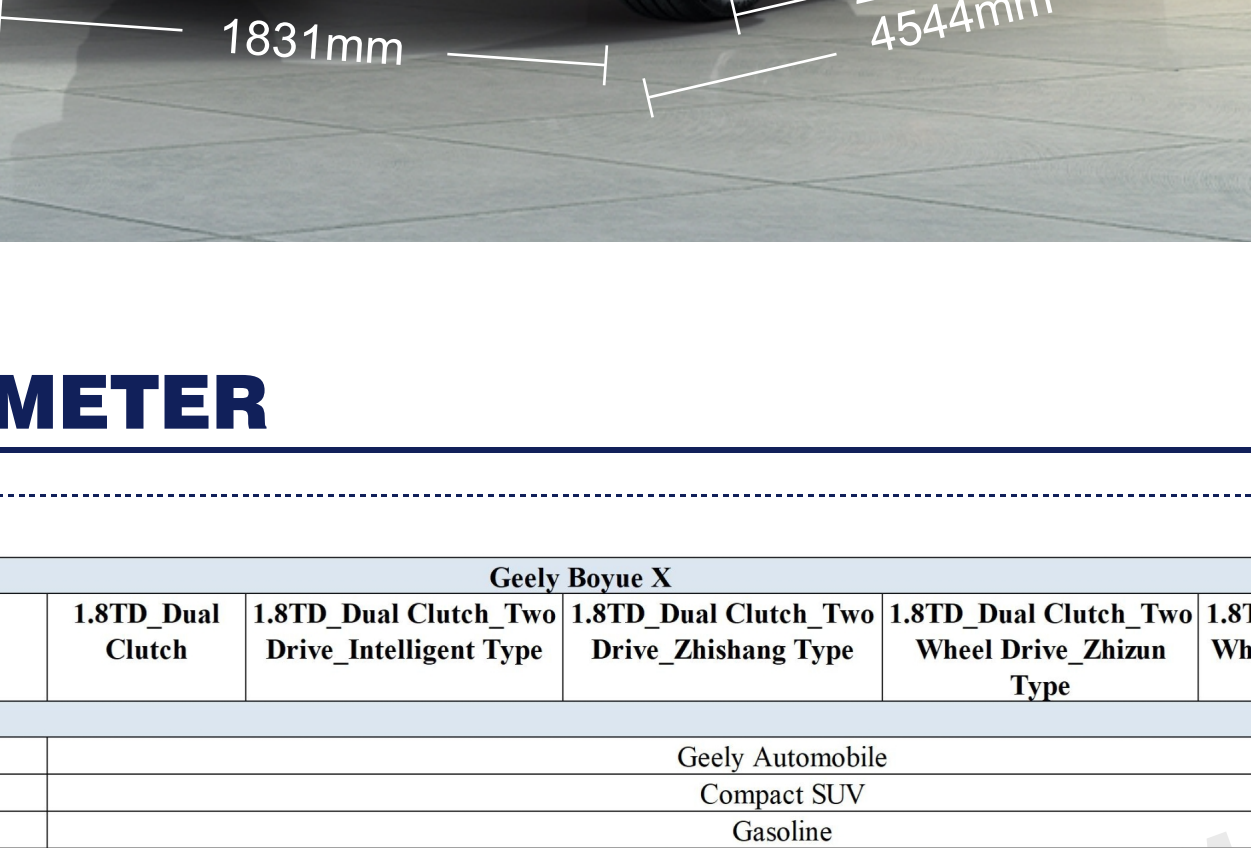 1831mm
4544mm
METER
Geely Boyue X
1.8TD_Dual Clutch
1.8TD_Dual Clutch_Two Drive_Intelligent Type
1.8TD_Dual Clutch_Two Drive_Zhishang Type
1.8TD_Dual Clutch_Two Wheel Drive_Zhizun Type
Geely Automobile
Compact SUV
Gasoline